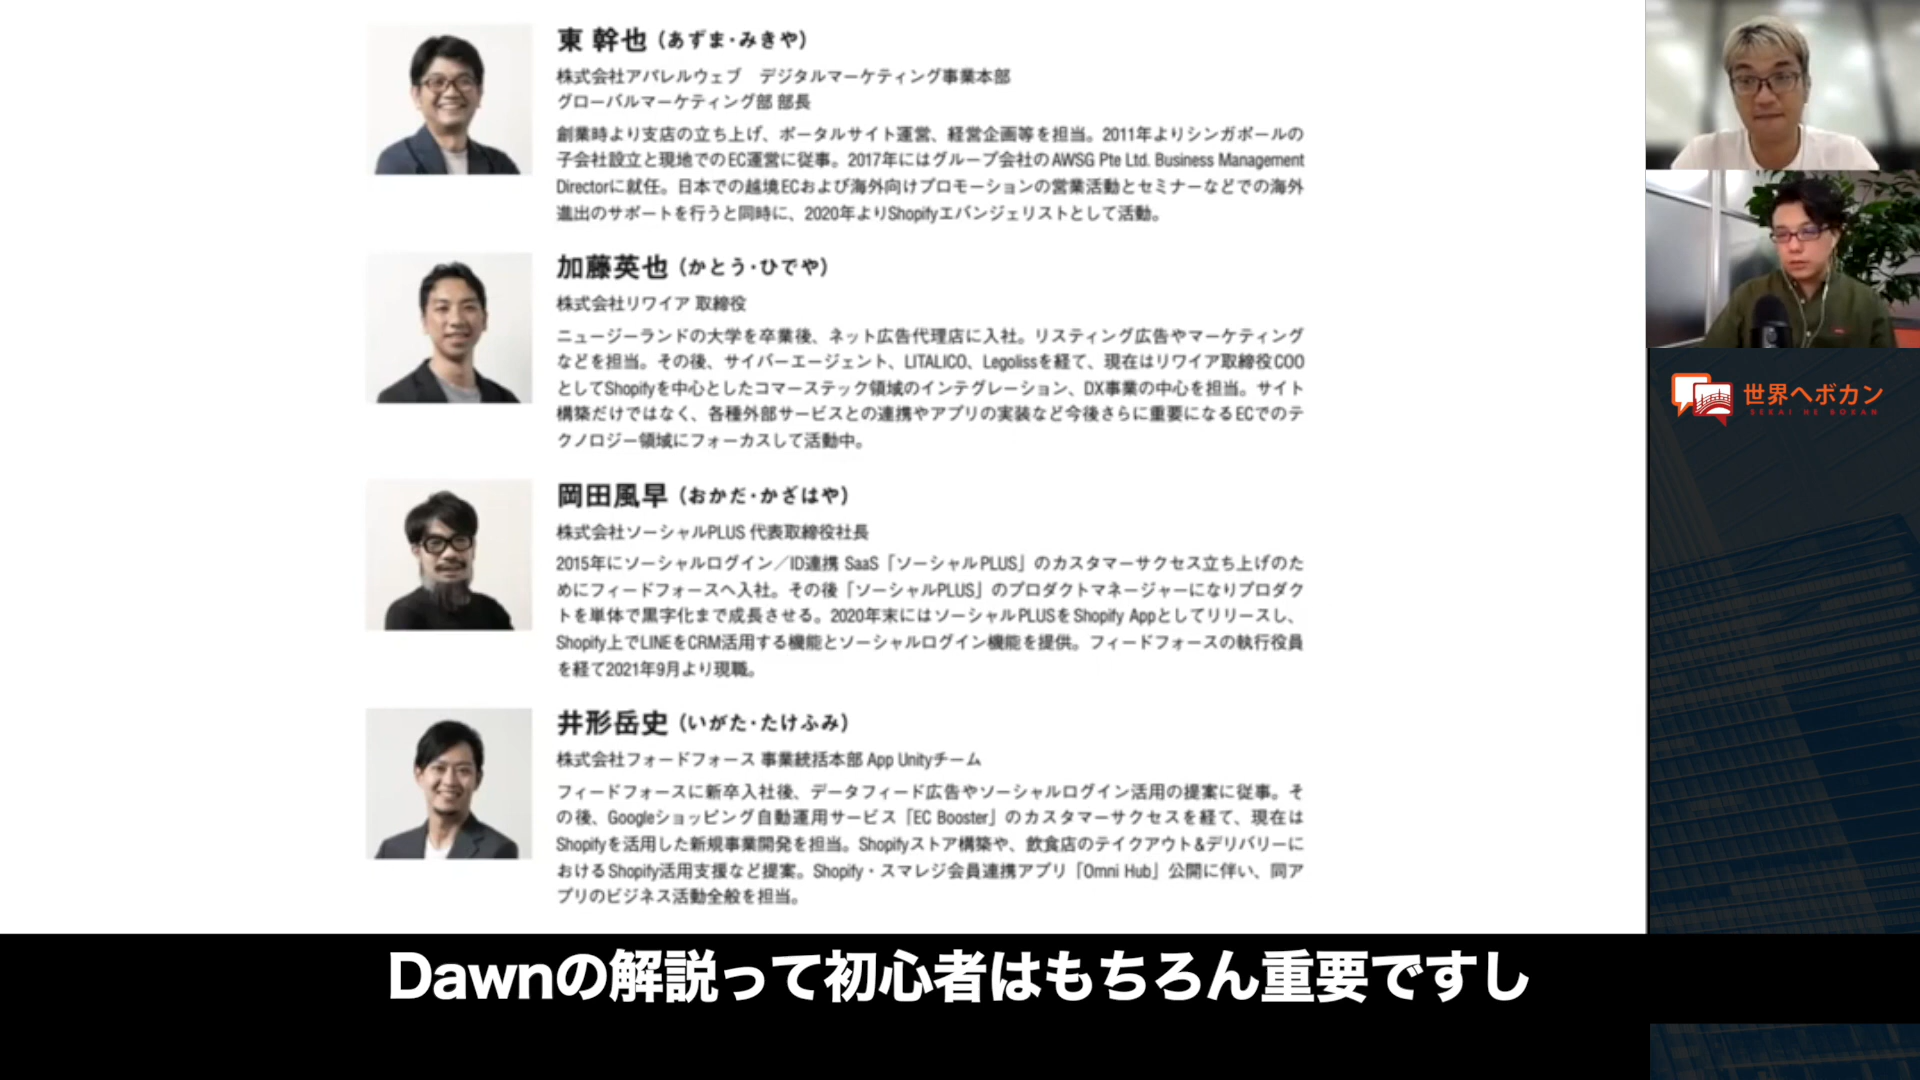 東 幹也（あずま・みきや）
株式会社アパレルウェブ　デジタルマーケティング事業本部
グローバルマーケティング部 部長
創業時より支店の立ち上げ、ポータルサイト運営、経営企画等を担当。2011年よりシンガポールの
子会社設立と現地でのEC運営に従事。2017年にはグループ会社のAWSG Pte Ltd. Business Management
Directorに就任。日本での越境ECおよび海外向けプロモーションの営業活動とセミナーなどでの海外
進出のサポートを行うと同時に、2020年よりShopifyエバンジェリストとして活動。
加藤英也（かとう・ひでや）
株式会社リワイア 取締役
ニュージーランドの大学を卒業後、ネット広告代理店に入社。リスティング広告やマーケティング
などを担当。その後、サイバーエージェント、LITALICO、Legolissを経て、現在はリワイア取締役COO
としてShopifyを中心としたコマーステック領域のインテグレーション、DX事業の中心を担当。サイト
構築だけではなく、各種外部サービスとの連携やアプリの実装など今後さらに重要になるECでのテ
クノロジー領域にフォーカスして活動中。
岡田風早（おかだ・かざはや）
株式会社ソーシャルPLUS 代表取締役社長
2015年にソーシャルログイン／ID連携 SaaS「ソーシャルPLUS」のカスタマーサクセス立ち上げのた
めにフィードフォースへ入社。その後「ソーシャルPLUS」のプロダクトマネージャーになりプロダク
トを単体で黒字化まで成長させる。2020年末にはソーシャルPLUSをShopify Appとしてリリースし、
Shopify上でLINEをCRM活用する機能とソーシャルログイン機能を提供。フィードフォースの執行役員
を経て2021年9月より現職。
井形岳史（いがた・たけふみ）
株式会社フォードフォース 事業統括本部 App Unityチーム
フィードフォースに新卒入社後、データフィード広告やソーシャルログイン活用の提案に従事。そ
の後、Googleショッピング自動運用サービス「EC Booster」のカスタマーサクセスを経て、現在は
Shopifyを活用した新規事業開発を担当。Shopifyストア構築や、飲食店のテイクアウト&デリバリーに
おけるShopify活用支援など提案。Shopify・スマレジ会員連携アプリ「Omni Hub」公開に伴い、同ア
プリのビジネス活動全般を担当。
世界へボカン
SEKAI HE BOKAN
Dawnの解説って初心者はもちろん重要ですし